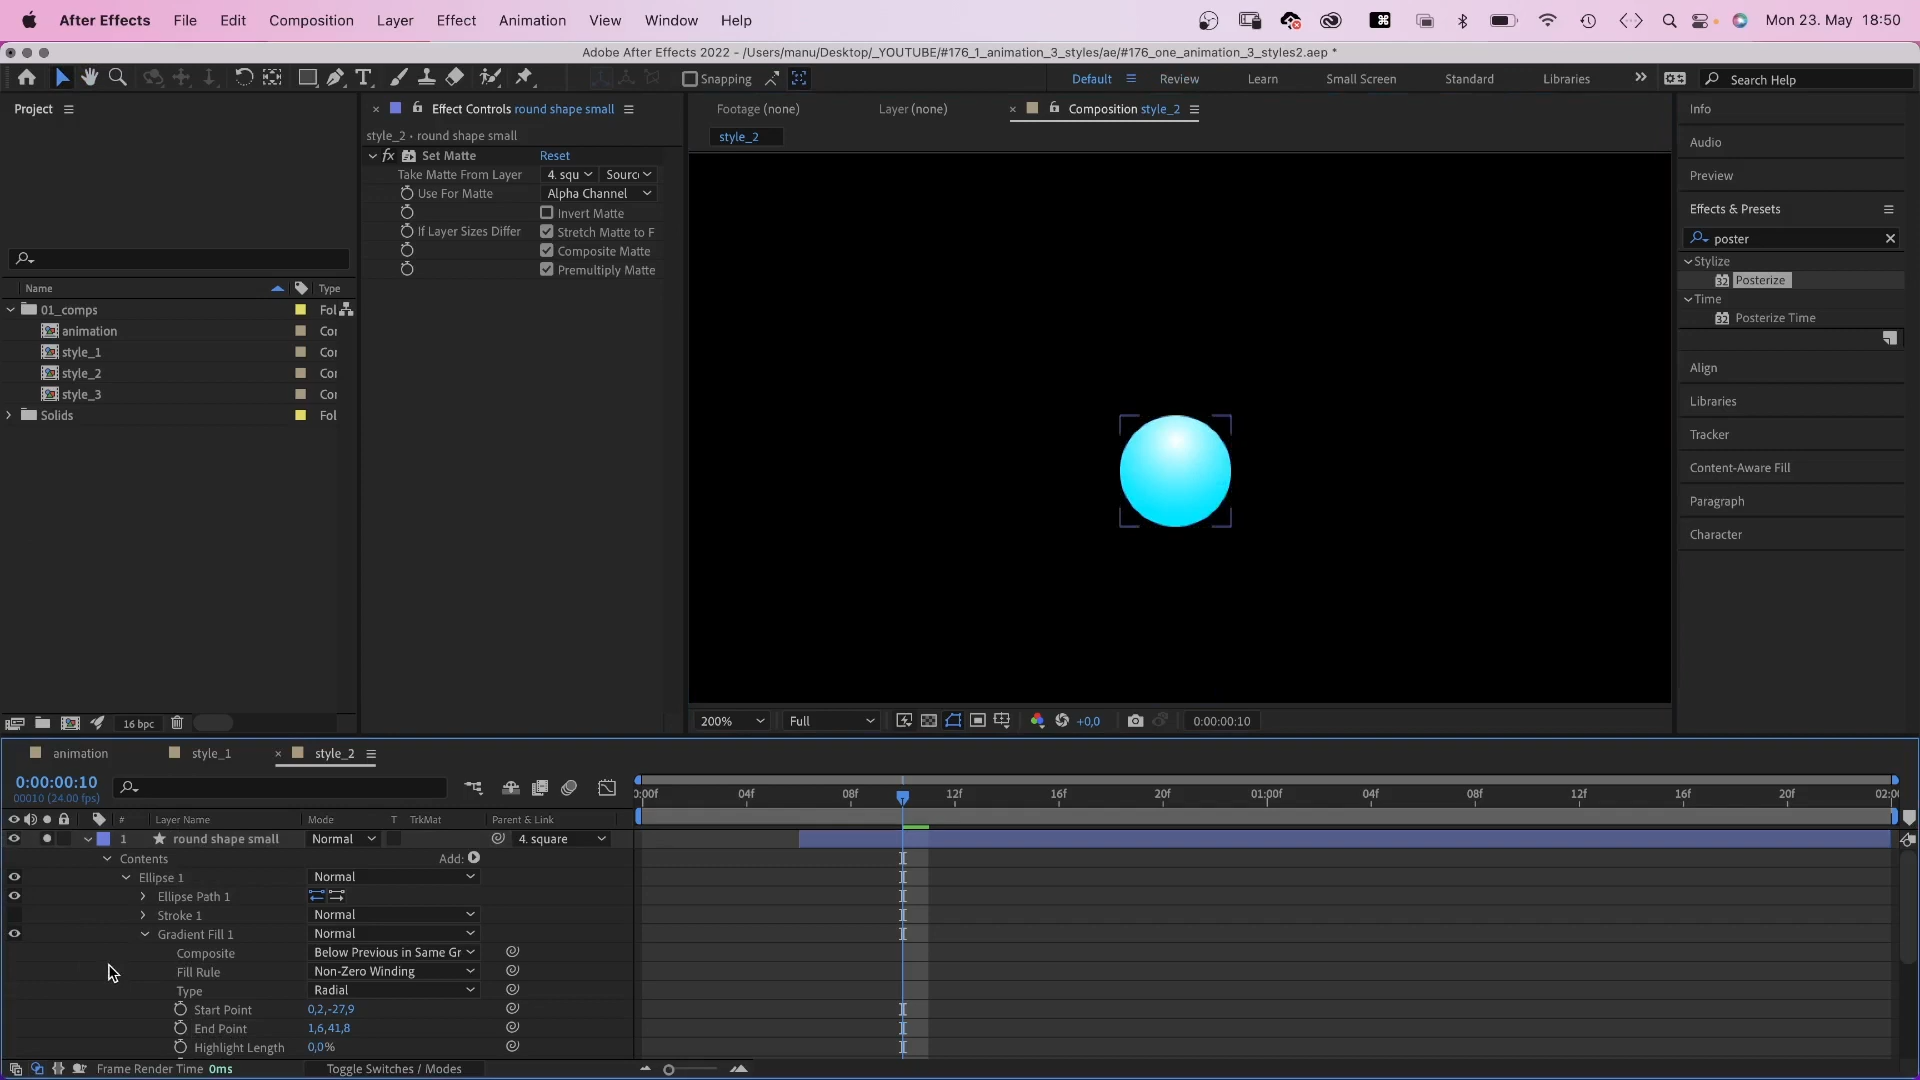 After Effects File Edit Composition Layer Effect Animation View Window Help Mon 23. May 18:50
Adobe After Effects 2022 - /Users/manu/Desktop/_YOUTUBE/#176_1_animation_3_styles/ae/#176_one_animation_3_styles2.aep *
Snapping Default Review Learn Small Screen Standard Libraries Search Help
Project
Effect Controls round shape small
Footage (none) Layer (none) Composition style_2
Info
style_2 • round shape small
style_2
Audio
fx Set Matte Reset
Take Matte From Layer 4. squ Sourc
Preview
Use For Matte Alpha Channel
Effects & Presets
Invert Matte
If Layer Sizes Differ Stretch Matte to F
poster
Composite Matte
Stylize
Premultiply Matte
32 Posterize
Name Type
Time
01_comps Fol
32 Posterize Time
animation Cor
style_1 Cor
Align
style_2 Cor
style_3 Cor
Libraries
Solids Fol
Tracker
Content-Aware Fill
Paragraph
Character
16 bpc
200% Full +0,0 0:00:00:10
animation style_1 style_2
0:00:00:10
00010 (24.00 fps)
:00f 04f 08f 12f 16f 20f 01:00f 04f 08f 12f 16f 20f 02:0
# Layer Name Mode T TrkMat Parent & Link
1 round shape small Normal 4. square
Contents Add:
Ellipse 1 Normal
Ellipse Path 1
Stroke 1 Normal
Gradient Fill 1 Normal
Composite Below Previous in Same Gr
Fill Rule Non-Zero Winding
Type Radial
Start Point 0,2,-27,9
End Point 1,6,41,8
Highlight Length 0,0%
Frame Render Time 0ms Toggle Switches / Modes